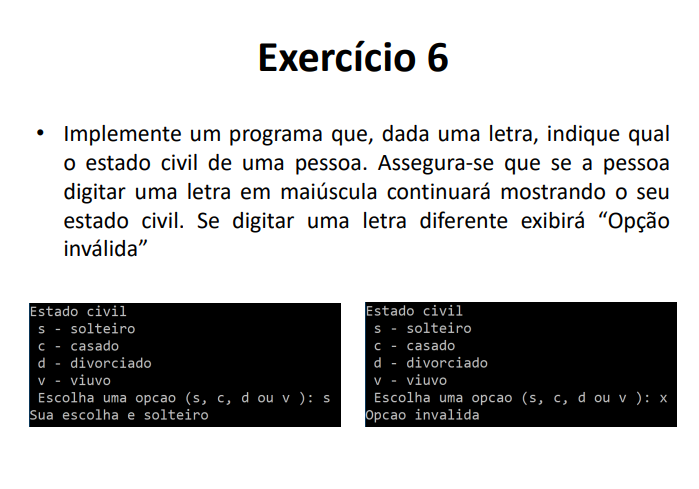 Exercício 6
• Implemente um programa que, dada uma letra, indique qual
o estado civil de uma pessoa. Assegura-se que se a pessoa
digitar uma letra em maiúscula continuará mostrando o seu
estado civil. Se digitar uma letra diferente exibirá “Opção
inválida”
Estado civil
s - solteiro
c - casado
d - divorciado
v - viuvo
Escolha uma opcao (s, c, d ou v ): s
Sua escolha e solteiro
Estado civil
s - solteiro
c - casado
d - divorciado
v - viuvo
Escolha uma opcao (s, c, d ou v ): x
Opcao invalida